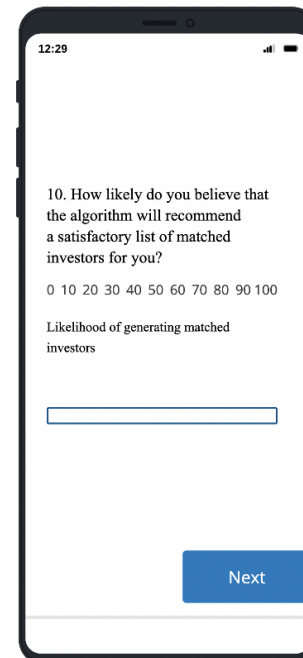 12:29
10. How likely do you believe that
the algorithm will recommend
a satisfactory list of matched
investors for you?
0 10 20 30 40 50 60 70 80 90 100
Likelihood of generating matched
investors
Next